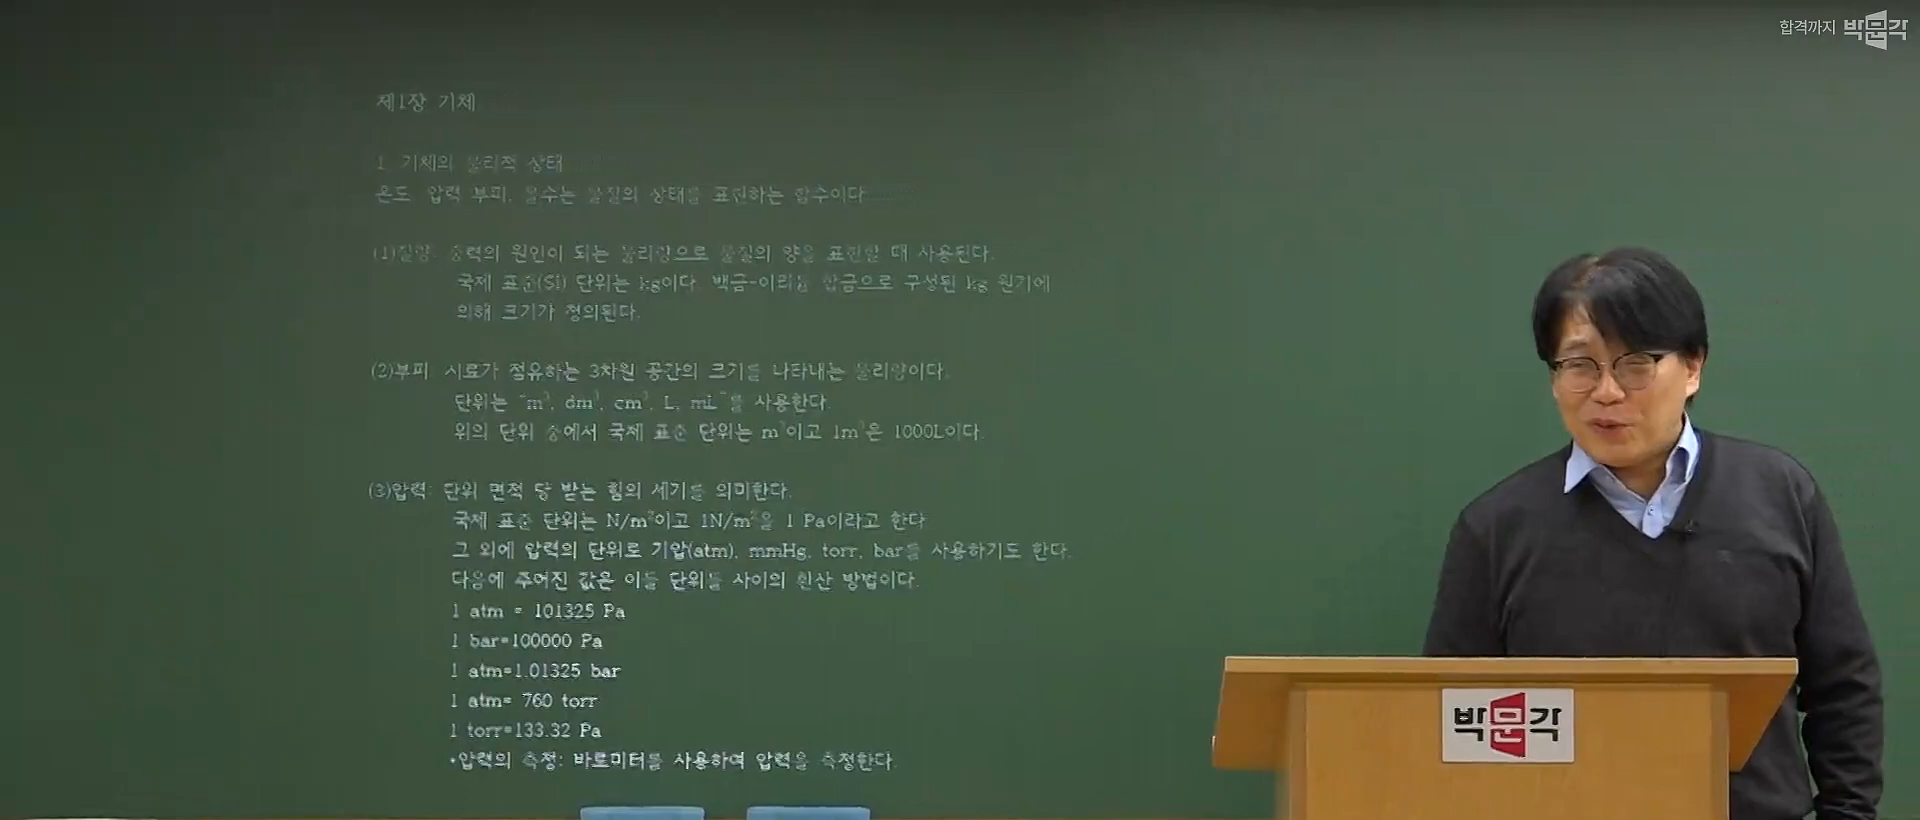 합격까지 박문각
제1장 기체
1. 기체의 물리적 상태
온도, 압력 부피, 몰수는 물질의 상태를 표현하는 함수이다
(1)질량: 중력의 원인이 되는 물리량으로 물질의 양을 표현할 때 사용된다.
국제 표준(SI) 단위는 kg이다. 백금-이리듐 합금으로 구성된 kg 원기에
의해 크기가 정의된다.
(2)부피: 시료가 점유하는 3차원 공간의 크기를 나타내는 물리량이다.
단위는 "m³, dm³, cm³, L, mL"를 사용한다.
위의 단위 중에서 국제 표준 단위는 m³이고 1m³은 1000L이다.
(3)압력: 단위 면적 당 받는 힘의 세기를 의미한다.
국제 표준 단위는 N/m²이고 1N/m²을 1 Pa이라고 한다
그 외에 압력의 단위로 기압(atm), mmHg, torr, bar를 사용하기도 한다.
다음에 주어진 값은 이들 단위들 사이의 환산 방법이다.
1 atm = 101325 Pa
1 bar=100000 Pa
1 atm=1.01325 bar
1 atm= 760 torr
1 torr=133.32 Pa
•압력의 측정: 바로미터를 사용하여 압력을 측정한다.
박문각